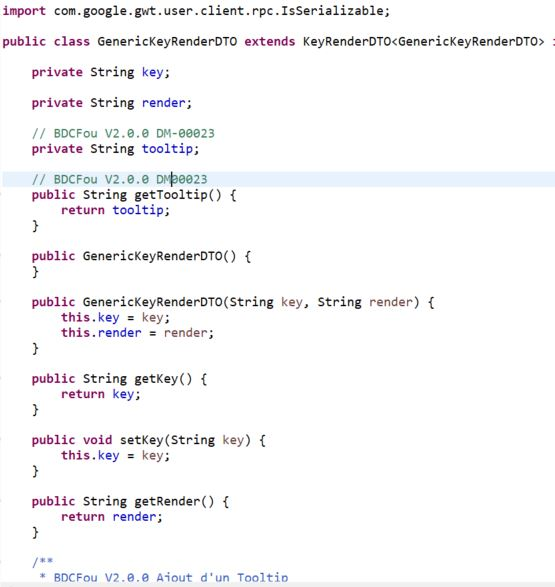 import com.google.gwt.user.client.rpc.IsSerializable;
public class GenericKeyRenderDTO extends KeyRenderDTO<GenericKeyRenderDTO>
private String key;
private String render;
// BDCFou V2.0.0 DM-00023
private String tooltip;
// BDCFou V2.0.0 DM00023
public String getTooltip() {
return tooltip;
}
public GenericKeyRenderDTO() {
}
public GenericKeyRenderDTO(String key, String render) {
this.key = key;
this.render = render;
}
public String getKey() {
return key;
}
public void setKey(String key) {
this.key = key;
}
public String getRender() {
return render;
}
/**
* BDCFou V2.0.0 Ajout d'un Tooltip